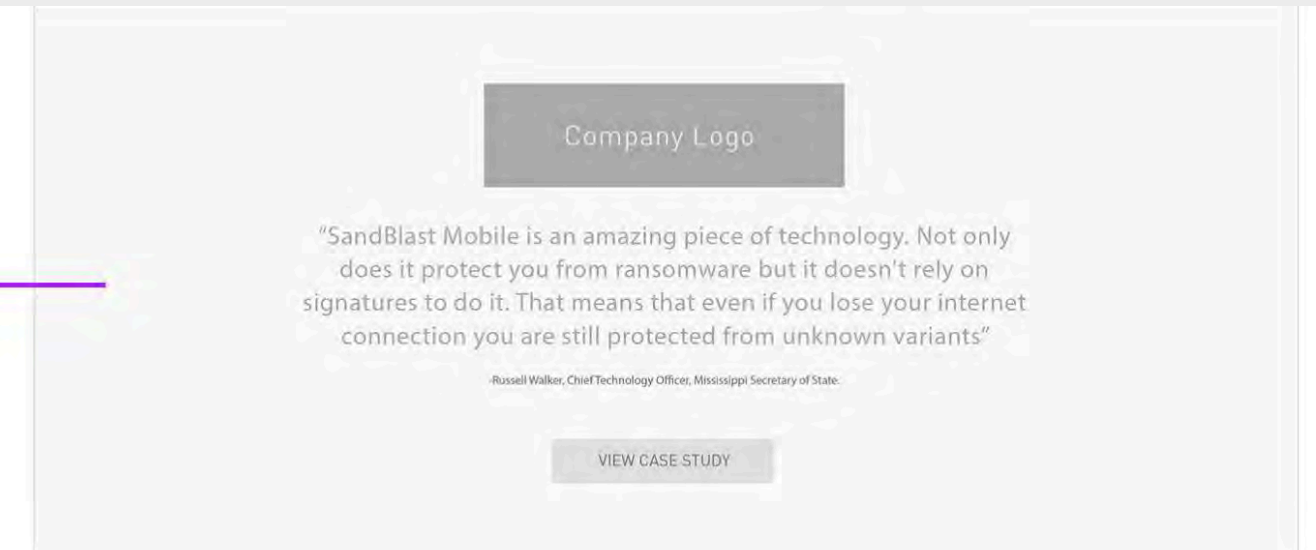 Company Logo
“SandBlast Mobile is an amazing piece of technology. Not only
does it protect you from ransomware but it doesn't rely on
signatures to do it. That means that even if you lose your internet
connection you are still protected from unknown variants”
-Russell Walker, Chief Technology Officer, Mississippi Secretary of State.
VIEW CASE STUDY